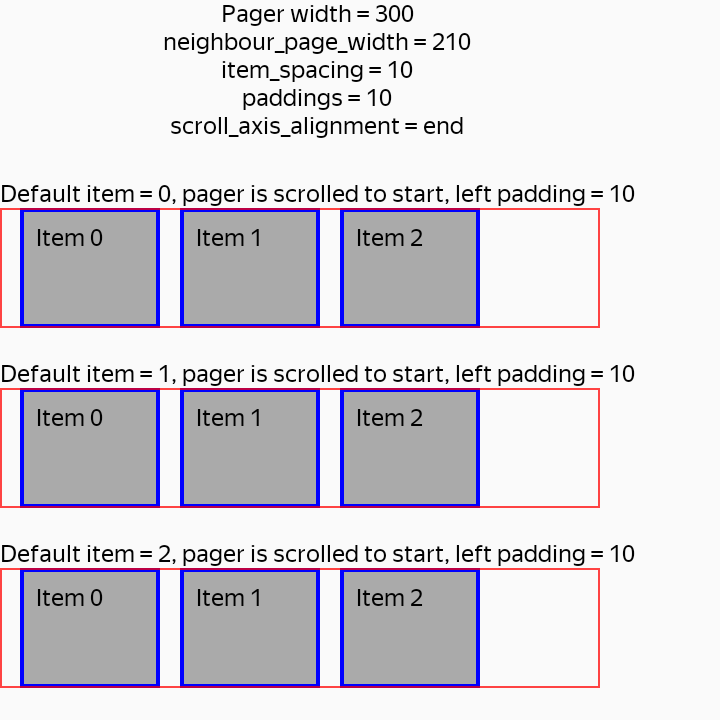 Pager width = 300
neighbour_page_width = 210
item_spacing = 10
paddings = 10
scroll_axis_alignment = end
Default item = 0, pager is scrolled to start, left padding = 10
Item 0 Item 1 Item 2
Default item = 1, pager is scrolled to start, left padding = 10
Item 0 Item 1 Item 2
Default item = 2, pager is scrolled to start, left padding = 10
Item 0 Item 1 Item 2